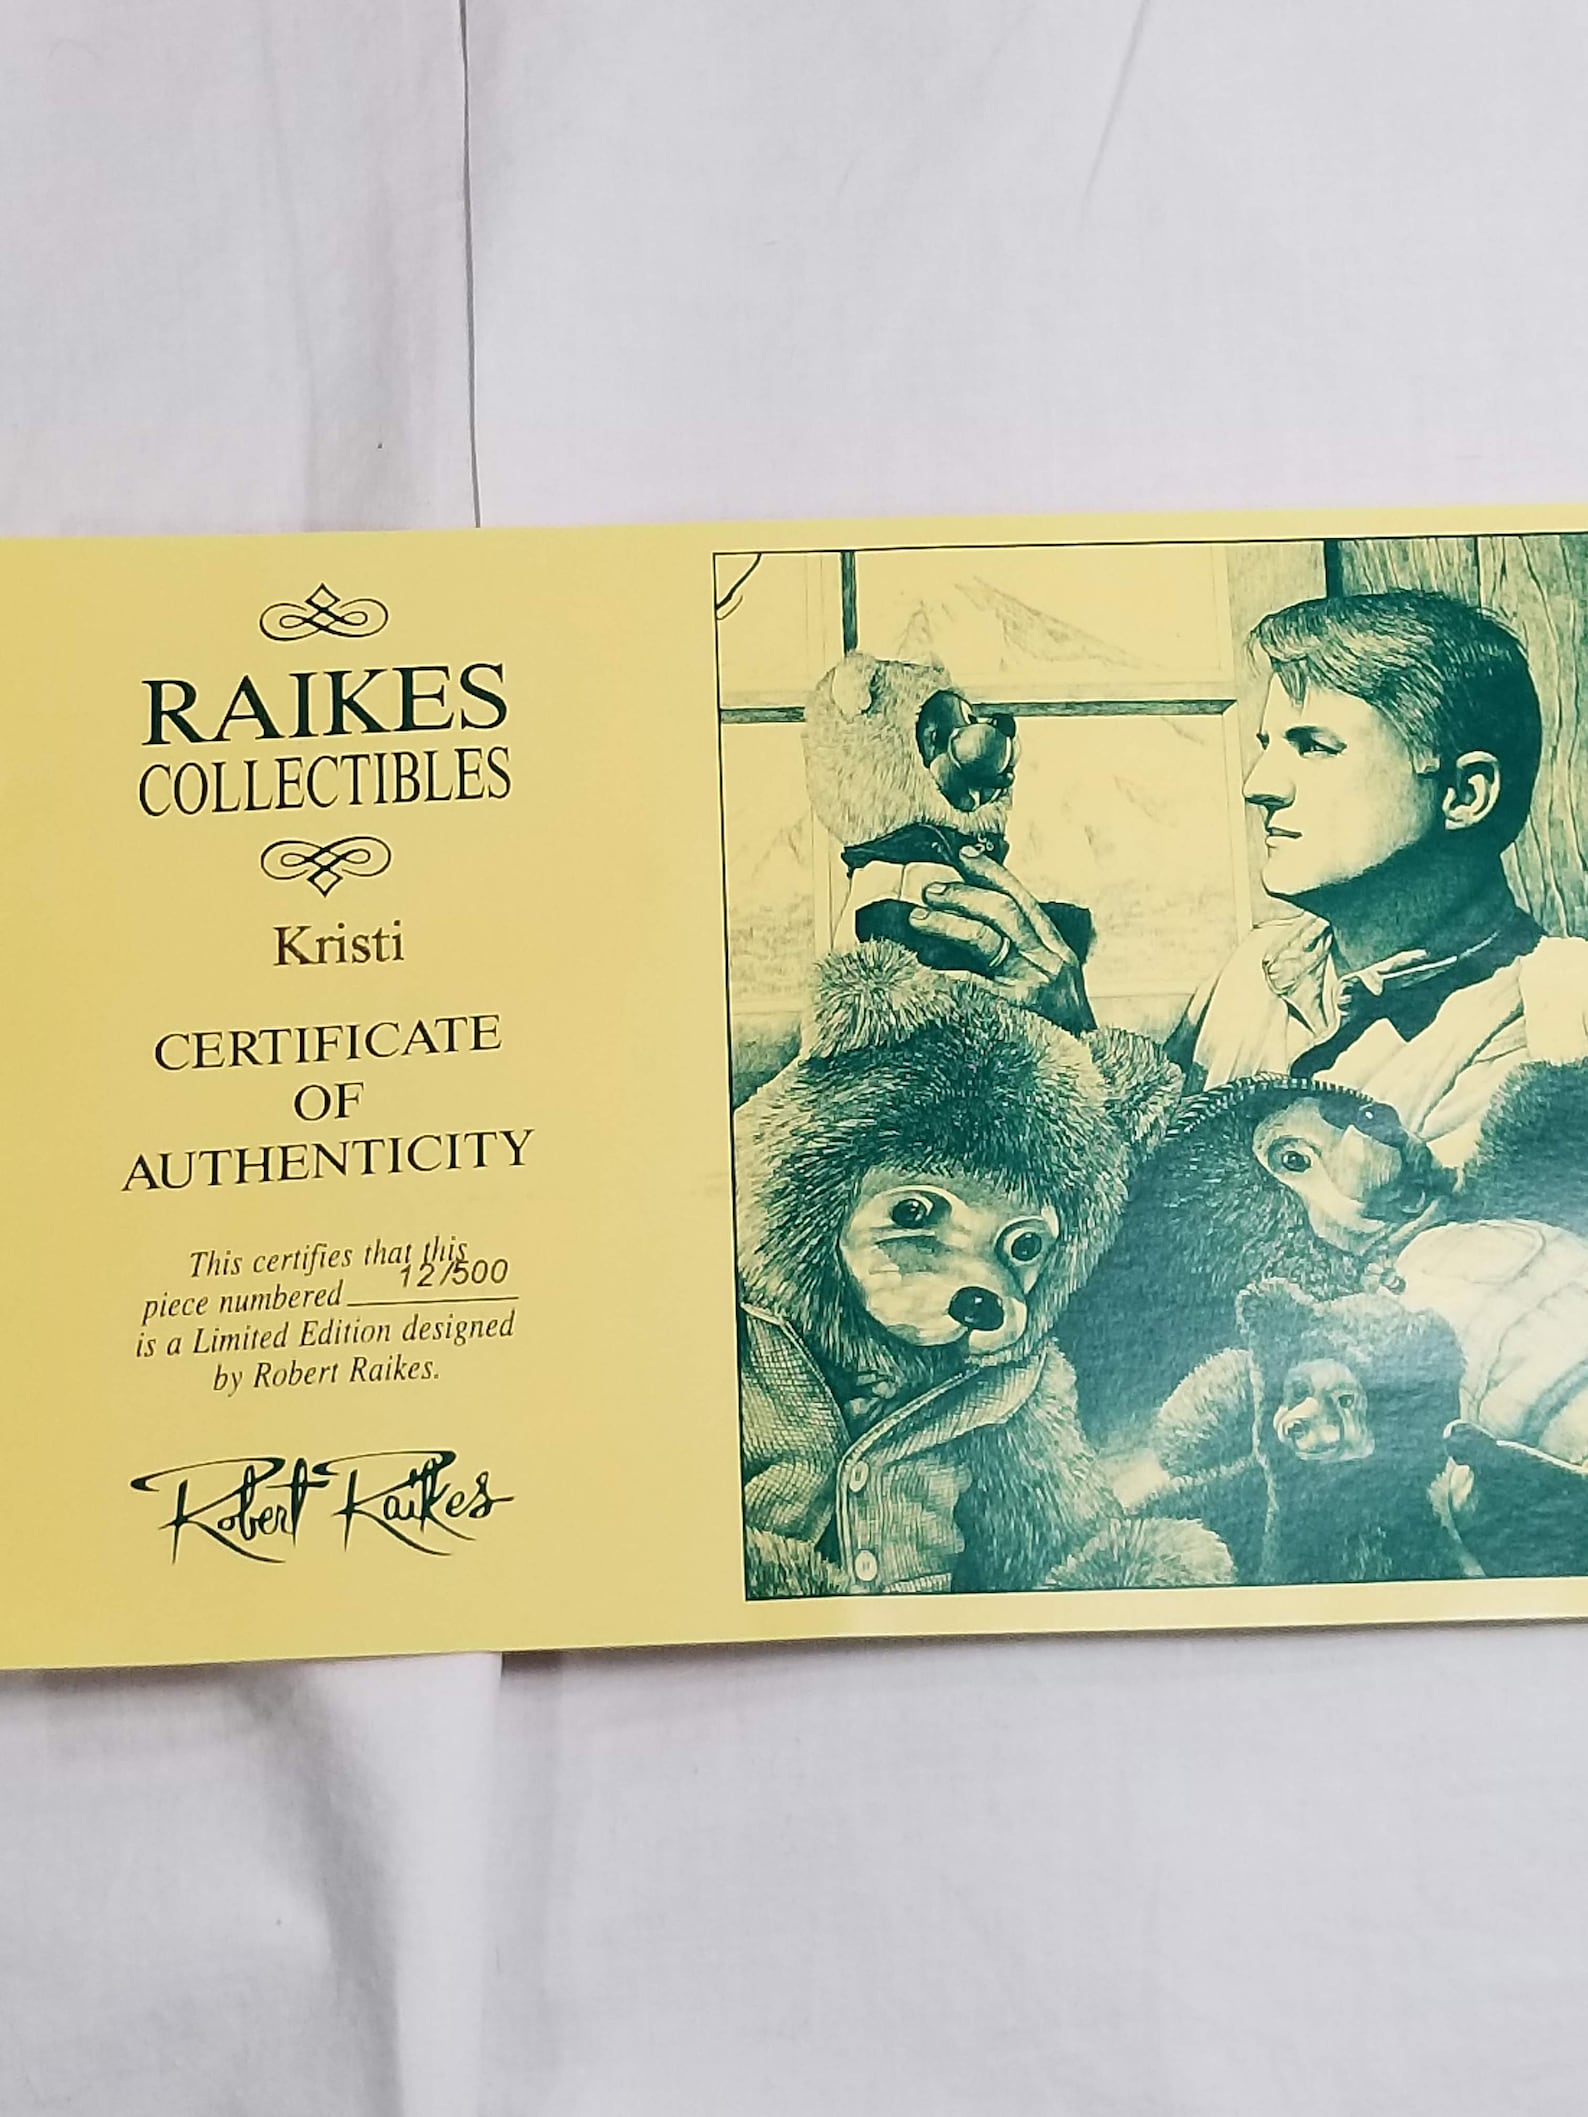 RAIKES
COLLECTIBLES
Kristi
CERTIFICATE
OF
AUTHENTICITY
This certifies that this
piece numbered 12/500
is a Limited Edition designed
by Robert Raikes.
Robert Raikes